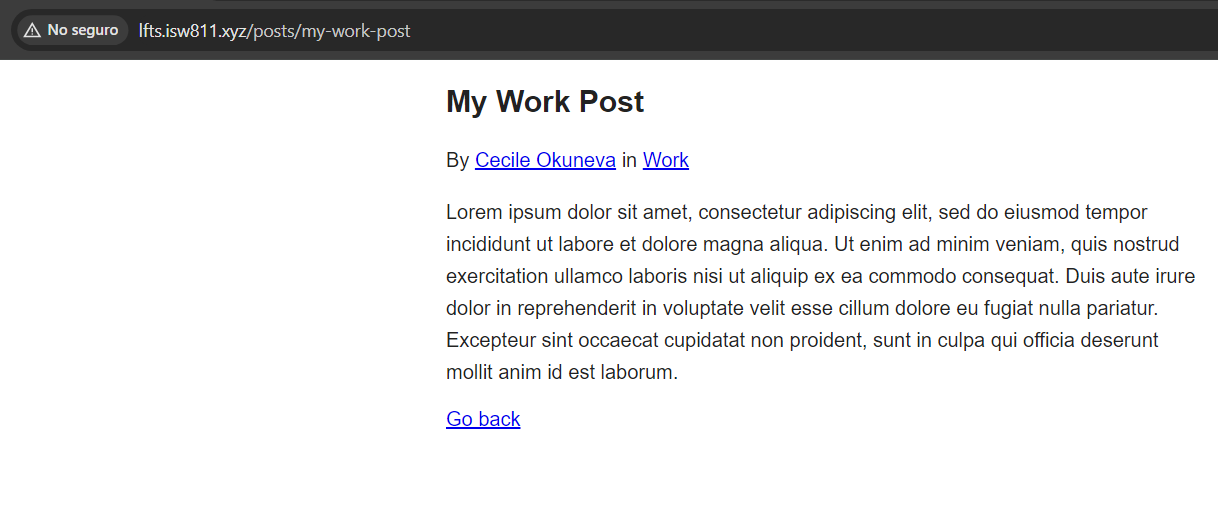 No seguro lfts.isw811.xyz/posts/my-work-post
My Work Post
By Cecile Okuneva in Work
Lorem ipsum dolor sit amet, consectetur adipiscing elit, sed do eiusmod tempor
incididunt ut labore et dolore magna aliqua. Ut enim ad minim veniam, quis nostrud
exercitation ullamco laboris nisi ut aliquip ex ea commodo consequat. Duis aute irure
dolor in reprehenderit in voluptate velit esse cillum dolore eu fugiat nulla pariatur.
Excepteur sint occaecat cupidatat non proident, sunt in culpa qui officia deserunt
mollit anim id est laborum.
Go back